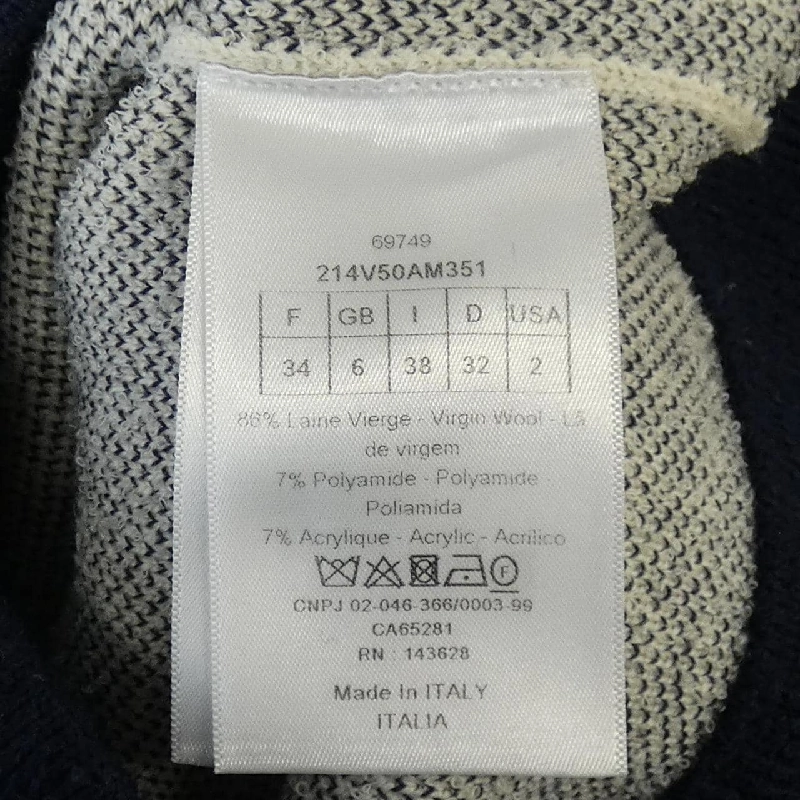 69749
214V50AM351
F GB I D USA
34 6 38 32 2
86% Laine Vierge - Virgin Wool - Lã
de virgem
7% Polyamide - Polyamide -
Poliamida
7% Acrylique - Acrylic - Acrilico
F
CNPJ 02-046-366/0003-99
CA65281
RN : 143628
Made In ITALY
ITALIA